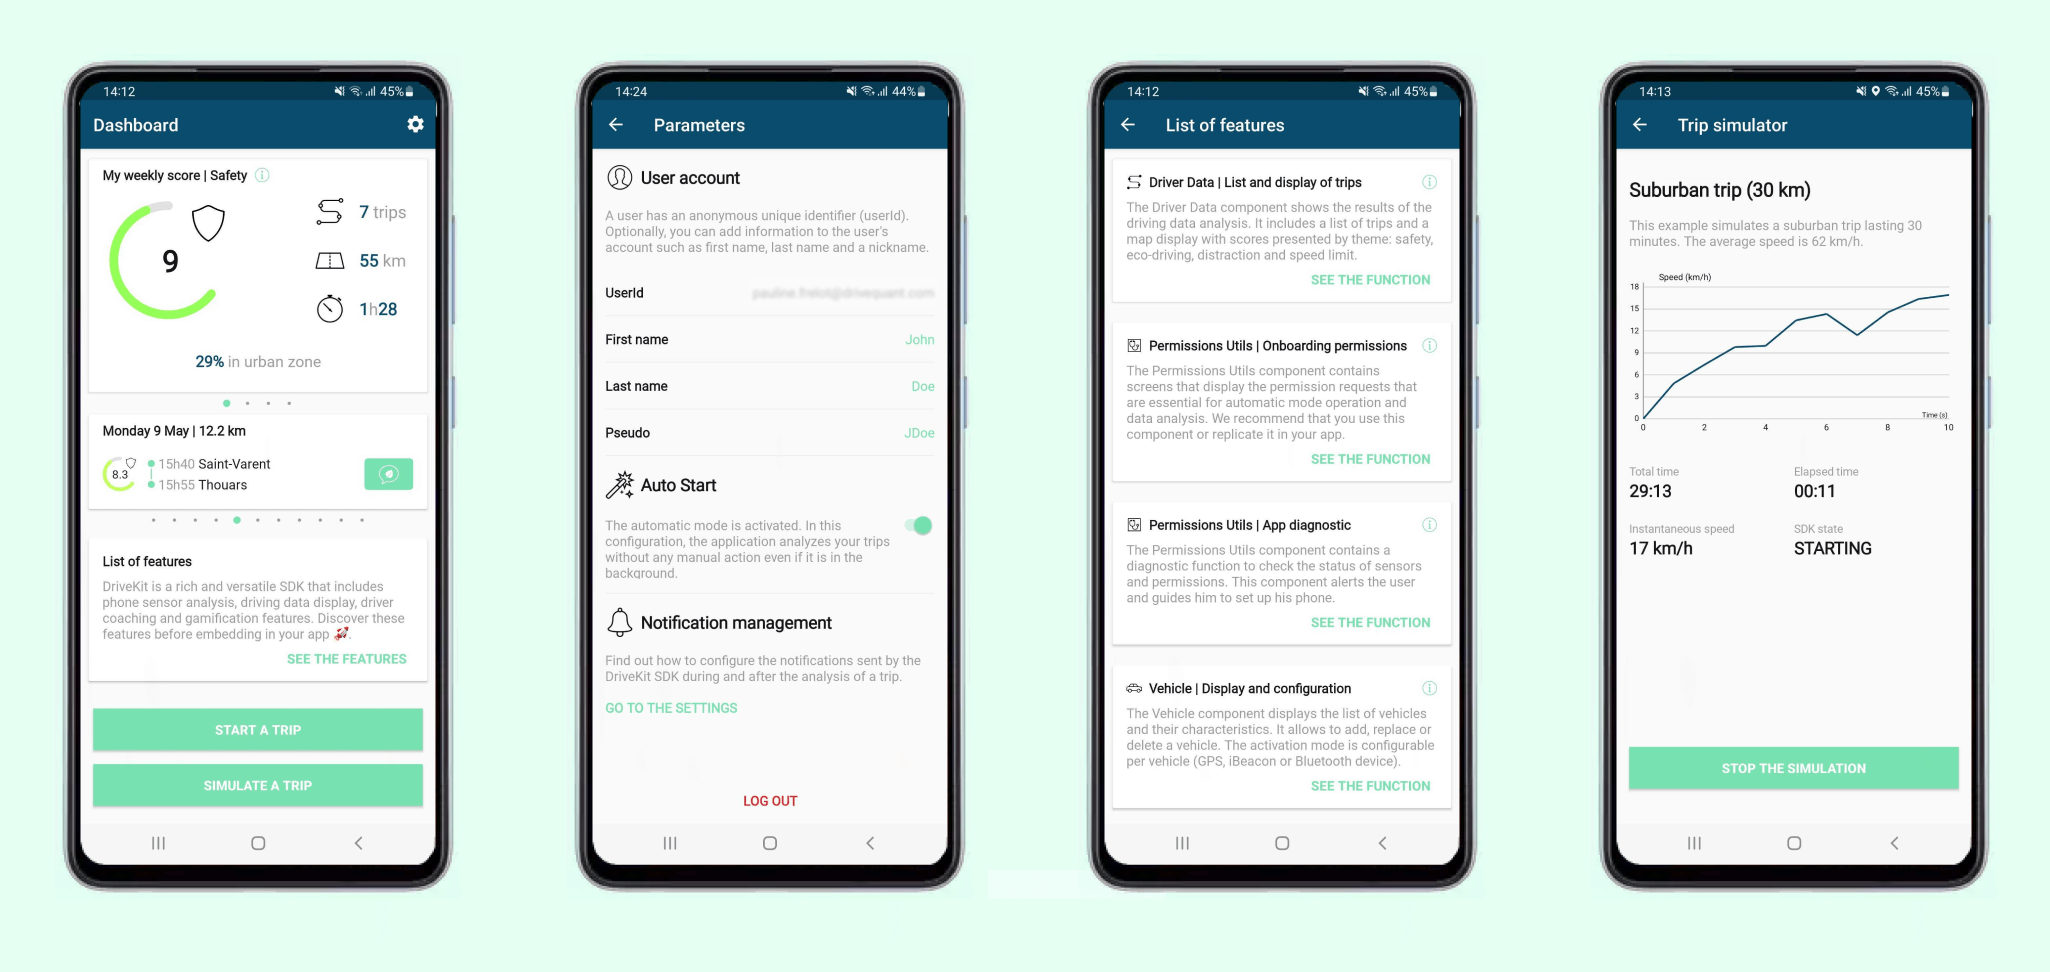 14:12
45%
Dashboard
My weekly score | Safety
9
7 trips
55 km
1h28
29% in urban zone
Monday 9 May | 12.2 km
8.3
15h40 Saint-Varent
15h55 Thouars
List of features
DriveKit is a rich and versatile SDK that includes
phone sensor analysis, driving data display, driver
coaching and gamification features. Discover these
features before embedding in your app 🚀.
SEE THE FEATURES
START A TRIP
SIMULATE A TRIP
14:24
44%
Parameters
User account
A user has an anonymous unique identifier (userId).
Optionally, you can add information to the user's
account such as first name, last name and a nickname.
UserId
First name
John
Last name
Doe
Pseudo
JDoe
Auto Start
The automatic mode is activated. In this
configuration, the application analyzes your trips
without any manual action even if it is in the
background.
Notification management
Find out how to configure the notifications sent by the
DriveKit SDK during and after the analysis of a trip.
GO TO THE SETTINGS
LOG OUT
14:12
45%
List of features
Driver Data | List and display of trips
The Driver Data component shows the results of the
driving data analysis. It includes a list of trips and a
map display with scores presented by theme: safety,
eco-driving, distraction and speed limit.
SEE THE FUNCTION
Permissions Utils | Onboarding permissions
The Permissions Utils component contains
screens that display the permission requests that
are essential for automatic mode operation and
data analysis. We recommend that you use this
component or replicate it in your app.
SEE THE FUNCTION
Permissions Utils | App diagnostic
The Permissions Utils component contains a
diagnostic function to check the status of sensors
and permissions. This component alerts the user
and guides him to set up his phone.
SEE THE FUNCTION
Vehicle | Display and configuration
The Vehicle component displays the list of vehicles
and their characteristics. It allows to add, replace or
delete a vehicle. The activation mode is configurable
per vehicle (GPS, iBeacon or Bluetooth device).
SEE THE FUNCTION
14:13
45%
Trip simulator
Suburban trip (30 km)
This example simulates a suburban trip lasting 30
minutes. The average speed is 62 km/h.
Speed (km/h)
18
15
12
9
6
3
0
Time (s)
0 2 4 6 8 10
Total time
29:13
Elapsed time
00:11
Instantaneous speed
17 km/h
SDK state
STARTING
STOP THE SIMULATION